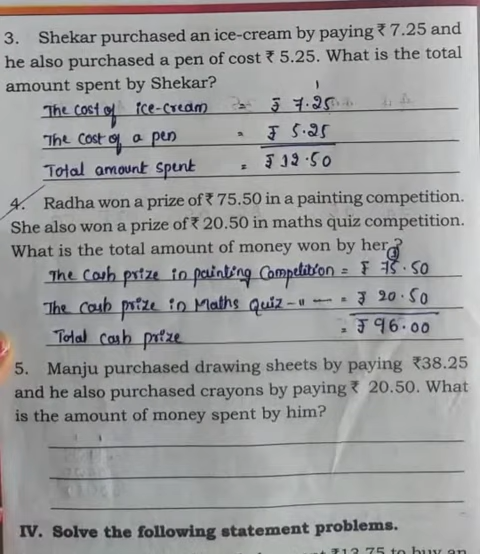 3. Shekar purchased an ice-cream by paying ₹ 7.25 and
he also purchased a pen of cost ₹ 5.25. What is the total
amount spent by Shekar?
1
The cost of ice-cream = ₹ 7.25
The cost of a pen = ₹ 5.25
Total amount spent = ₹ 12.50
4. Radha won a prize of ₹ 75.50 in a painting competition.
She also won a prize of ₹ 20.50 in maths quiz competition.
What is the total amount of money won by her?
The cash prize in painting Competition = ₹ 75.50
The cash prize in Maths Quiz - " — = ₹ 20.50
Total cash prize = ₹ 96.00
5. Manju purchased drawing sheets by paying ₹38.25
and he also purchased crayons by paying ₹ 20.50. What
is the amount of money spent by him?
IV. Solve the following statement problems.
₹13.75 to buy an